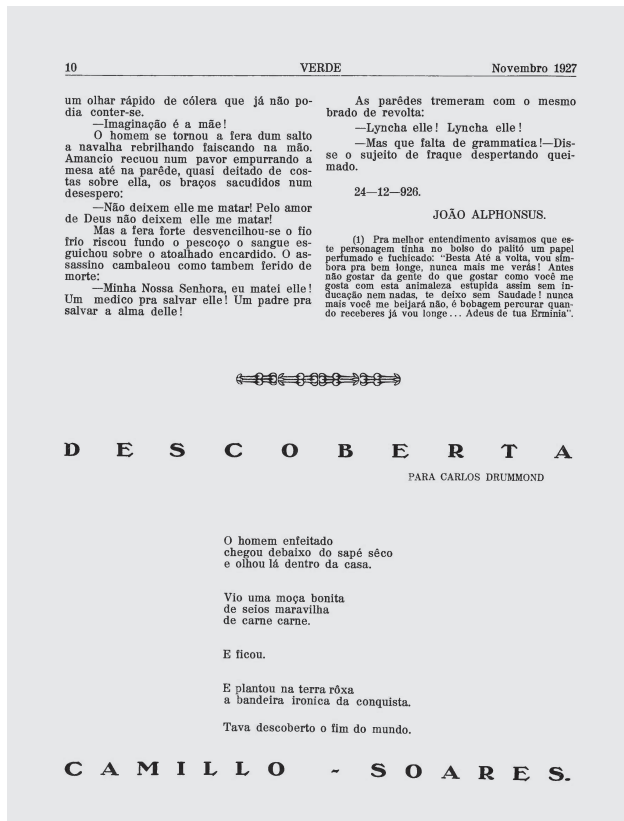 10
VERDE
Novembro 1927
um olhar rápido de cólera que já não po-
dia conter-se.
—Imaginação é a mãe!
O homem se tornou a fera dum salto
a navalha rebrilhando faiscando na mão.
Amancio recuou num pavor empurrando a
mesa até na parêde, quasi deitado de cos-
tas sobre ella, os braços sacudidos num
desespero:
—Não deixem elle me matar! Pelo amor
de Deus não deixem elle me matar!
Mas a fera forte desvencilhou-se o fio
frio riscou fundo o pescoço o sangue es-
guichou sobre o atoalhado encardido. O as-
sassino cambaleou como tambem ferido de
morte:
—Minha Nossa Senhora, eu matei elle!
Um medico pra salvar elle! Um padre pra
salvar a alma delle!
As parêdes tremeram com o mesmo
brado de revolta:
—Lyncha elle! Lyncha elle!
—Mas que falta de grammatica!—Dis-
se o sujeito de fraque despertando quei-
mado.
24—12—926.
JOÃO ALPHONSUS.
(1) Pra melhor entendimento avisamos que es-
te personagem tinha no bolso do palitó um papel
perfumado e fuchicado: "Besta Até a volta, vou sim-
bora pra bem longe, nunca mais me verás! Antes
não gostar da gente do que gostar como você me
gosta com esta animaleza estupida assim sem in-
ducação nem nadas, te deixo sem Saudade! nunca
mais você me beijará não, é bobagem percurar quan-
do receberes já vou longe... Adeus de tua Erminia".
DESCOBERTA
PARA CARLOS DRUMMOND
O homem enfeitado
chegou debaixo do sapé sêco
e olhou lá dentro da casa.
Vio uma moça bonita
de seios maravilha
de carne carne.
E ficou.
E plantou na terra rôxa
a bandeira ironica da conquista.
Tava descoberto o fim do mundo.
CAMILLO - SOARES.